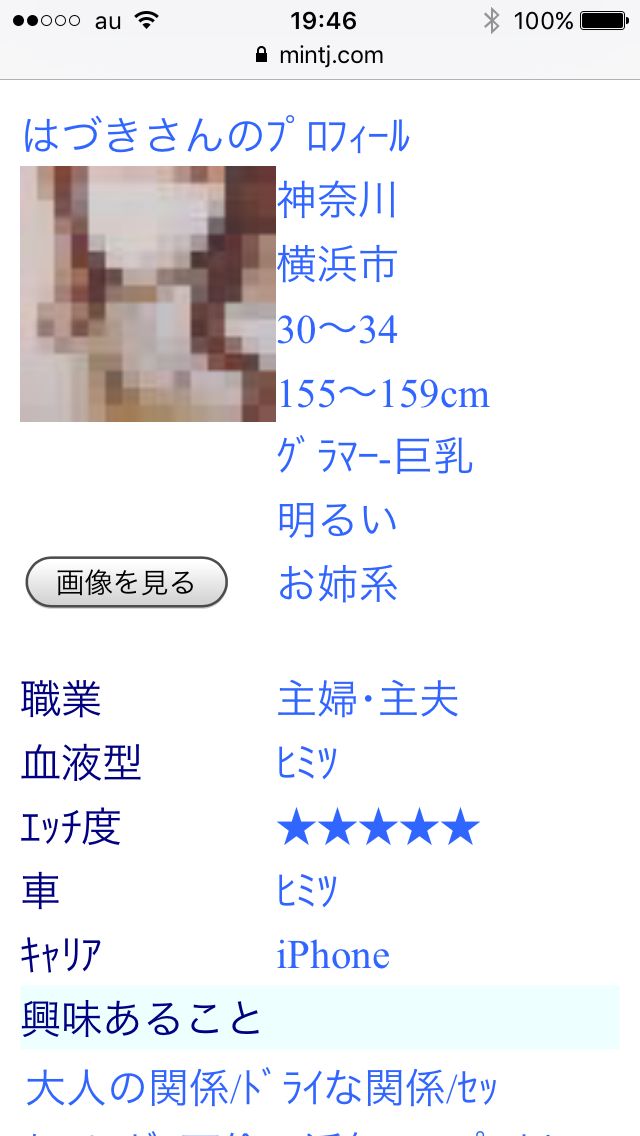 au 19:46 100%
mintj.com
はづきさんのﾌﾟﾛﾌｨｰﾙ
神奈川
横浜市
30〜34
155〜159cm
ｸﾞﾗﾏｰ-巨乳
明るい
お姉系
画像を見る
職業 主婦･主夫
血液型 ﾋﾐﾂ
ｴｯﾁ度 ★★★★★
車 ﾋﾐﾂ
ｷｬﾘｱ iPhone
興味あること
大人の関係/ﾄﾞﾗｲな関係/ｾｯ